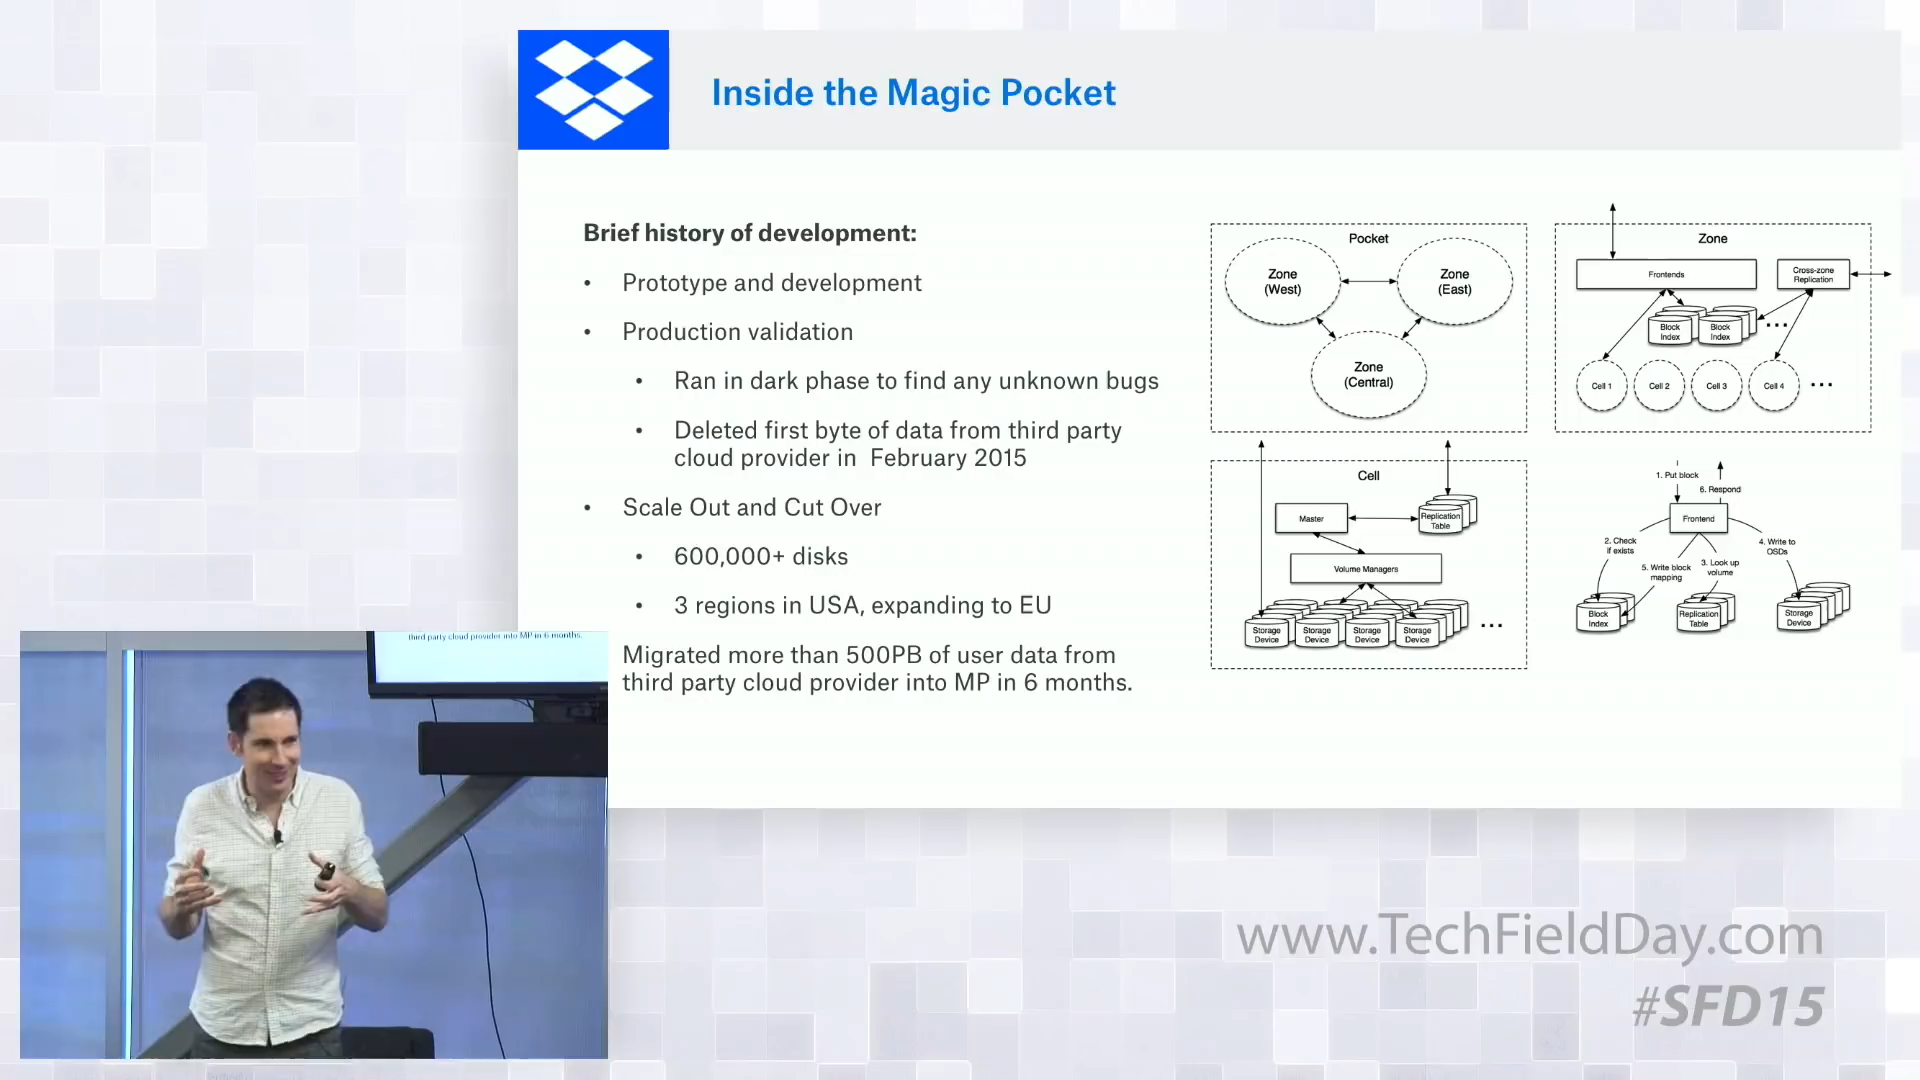 Inside the Magic Pocket
Brief history of development:
• Prototype and development
• Production validation
• Ran in dark phase to find any unknown bugs
• Deleted first byte of data from third party
cloud provider in February 2015
• Scale Out and Cut Over
• 600,000+ disks
• 3 regions in USA, expanding to EU
Migrated more than 500PB of user data from
third party cloud provider into MP in 6 months.
Pocket
Zone
(West)
Zone
(East)
Zone
(Central)
Zone
Frontends
Cross-zone
Replication
Block
Index
Block
Index
...
Cell 1
Cell 2
Cell 3
Cell 4
...
Cell
Master
Replication
Table
Volume Managers
Storage
Device
Storage
Device
Storage
Device
Storage
Device
...
1. Put block
6. Respond
Frontend
2. Check
if exists
4. Write to
OSDs
5. Write block
mapping
3. Look up
volume
Block
Index
Replication
Table
Storage
Device
third party cloud provider into MP in 6 months.
www.TechFieldDay.com
#SFD15